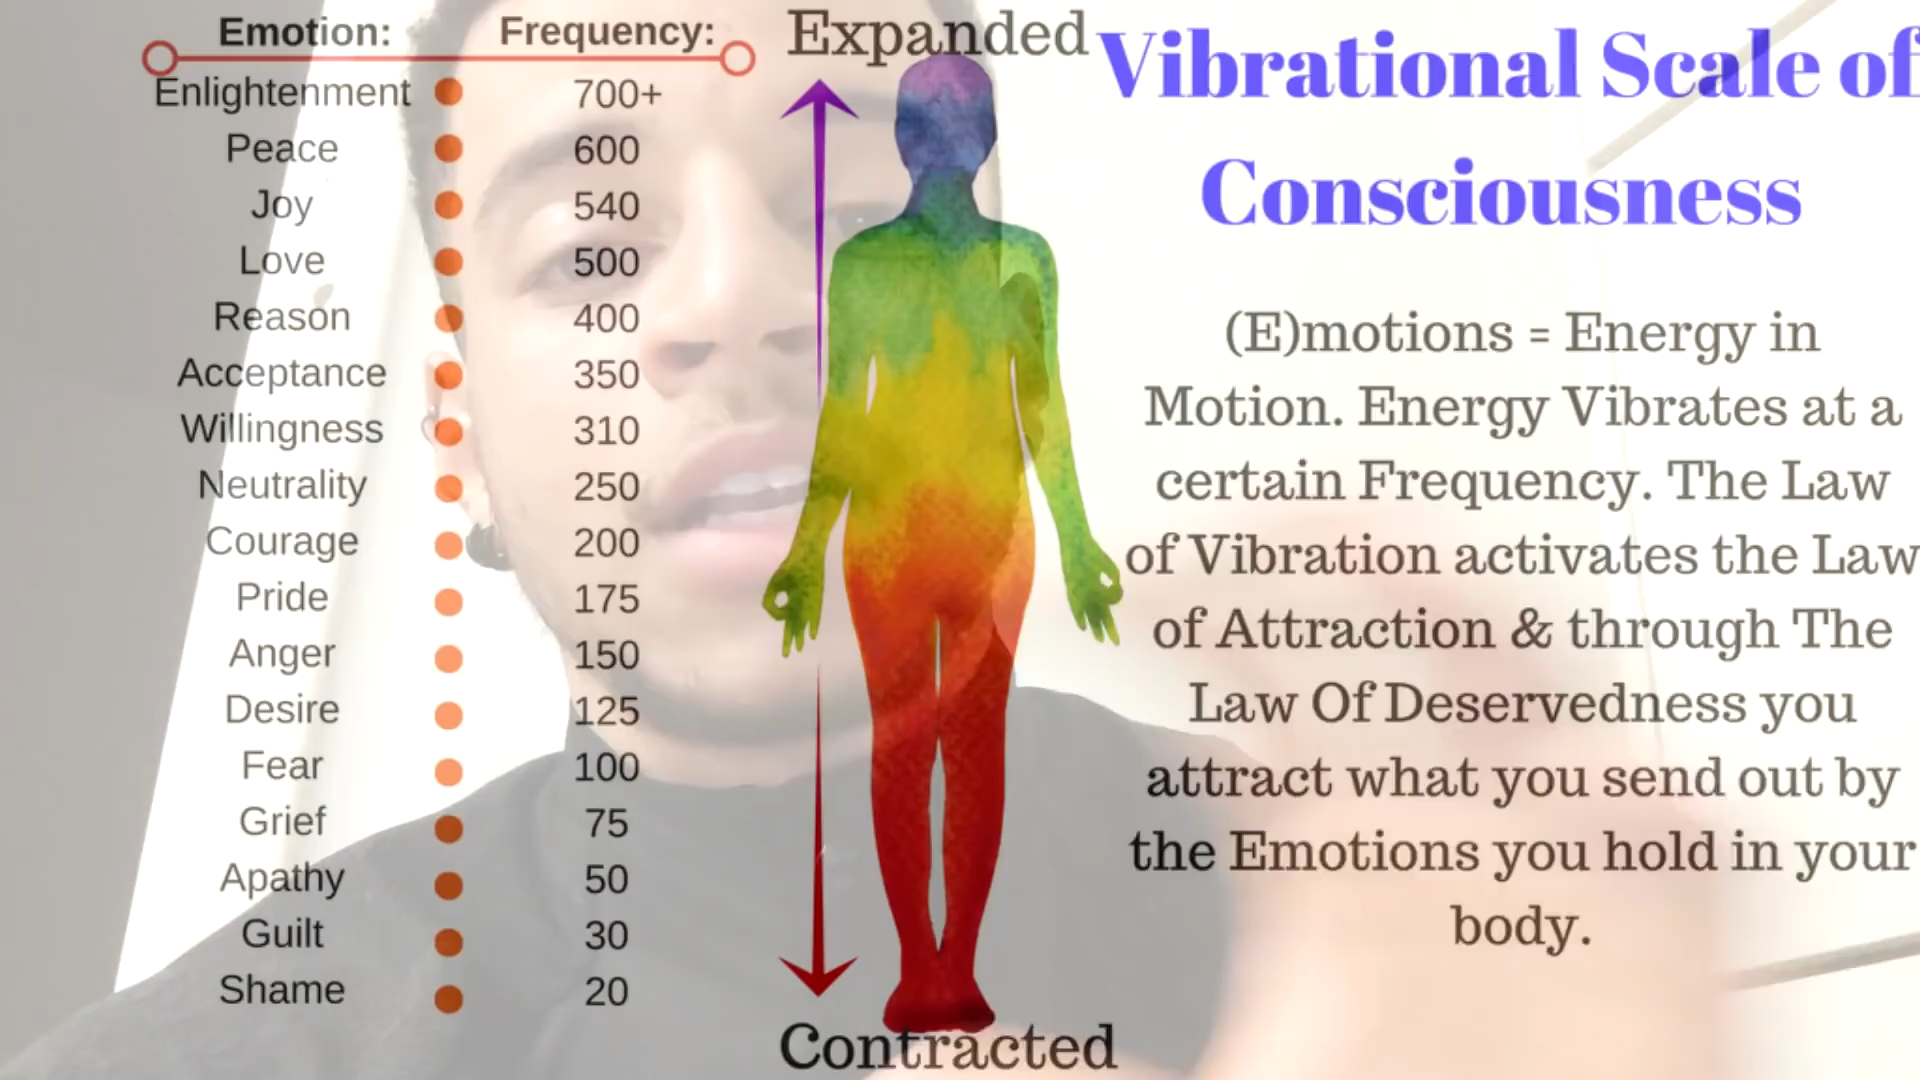 Emotion: Frequency:
Enlightenment 700+
Peace 600
Joy 540
Love 500
Reason 400
Acceptance 350
Willingness 310
Neutrality 250
Courage 200
Pride 175
Anger 150
Desire 125
Fear 100
Grief 75
Apathy 50
Guilt 30
Shame 20
Expanded
Contracted
Vibrational Scale of
Consciousness
(E)motions = Energy in
Motion. Energy Vibrates at a
certain Frequency. The Law
of Vibration activates the Law
of Attraction & through The
Law Of Deservedness you
attract what you send out by
the Emotions you hold in your
body.